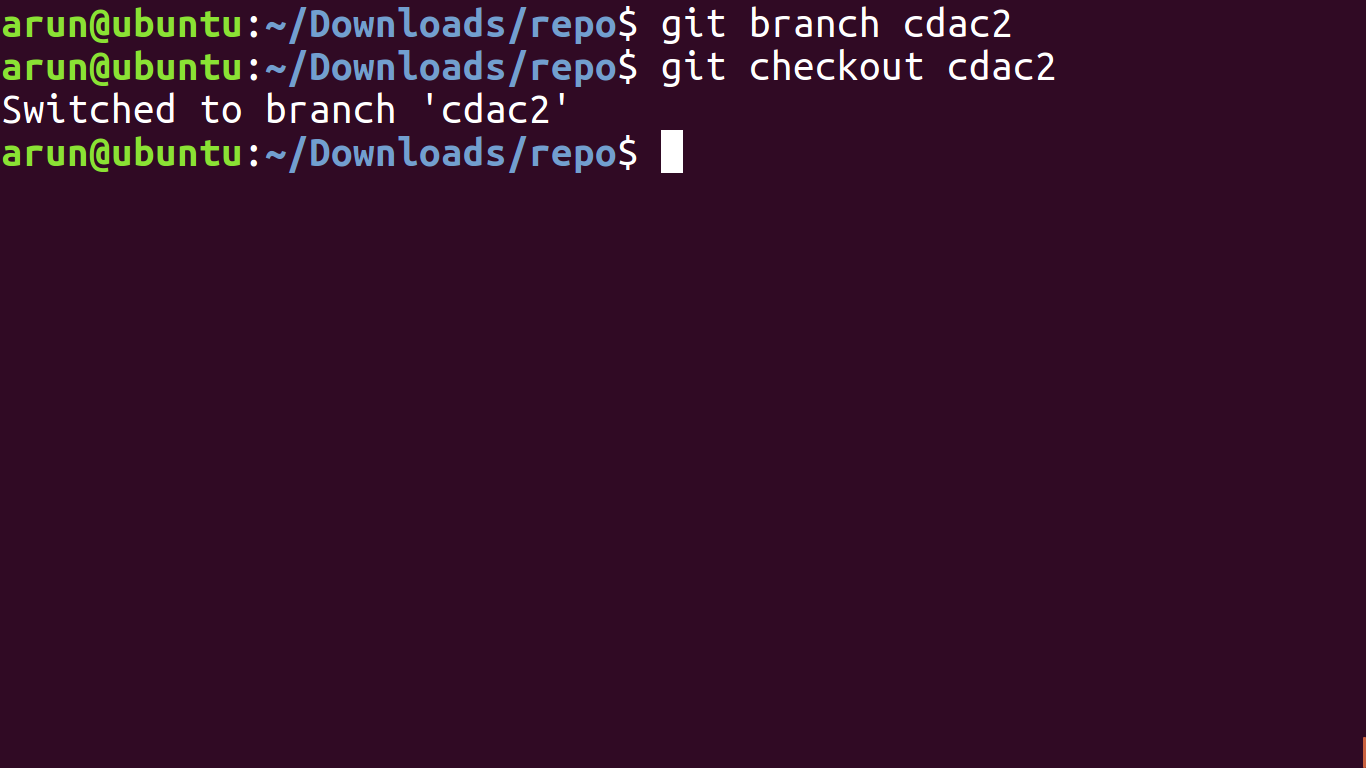 arun@ubuntu:~/Downloads/repo$ git branch cdac2
arun@ubuntu:~/Downloads/repo$ git checkout cdac2
Switched to branch 'cdac2'
arun@ubuntu:~/Downloads/repo$